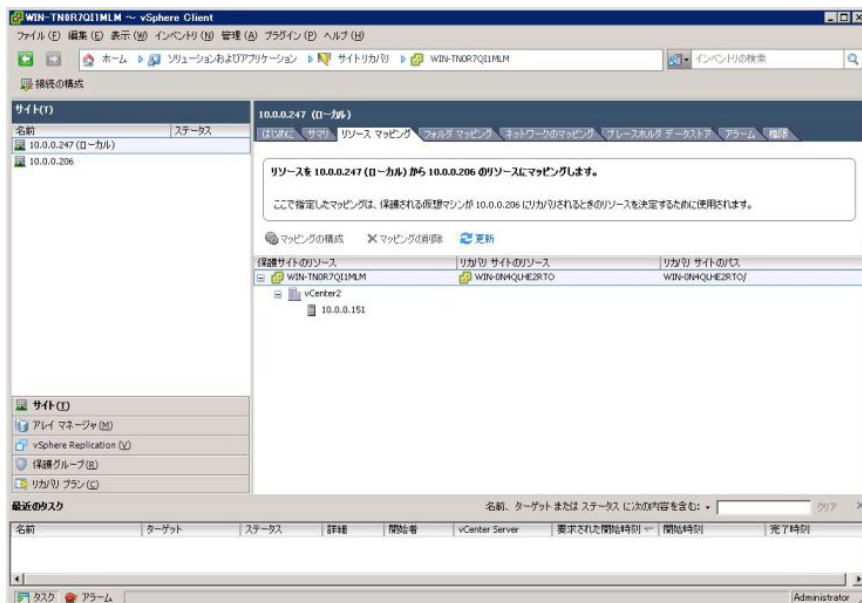 WIN-TN0R7QI1MLM ～ vSphere Client
ファイル(F) 編集(E) 表示(W) インベントリ(N) 管理(A) プラグイン(P) ヘルプ(H)
ホーム ソリューションおよびアプリケーション サイトリカバリ WIN-TN0R7QI1MLM インベントリの検索
接続の構成
サイト(T)
名前 ステータス
10.0.0.247 (ローカル)
10.0.0.206
サイト(T)
アレイ マネージャ(M)
vSphere Replication (V)
保護グループ(R)
リカバリ プラン(C)
10.0.0.247 (ローカル)
はじめに サマリ リソース マッピング フォルダ マッピング ネットワークのマッピング プレースホルダ データストア アラーム 権限
リソースを 10.0.0.247 (ローカル) から 10.0.0.206 のリソースにマッピングします。
ここで指定したマッピングは、保護される仮想マシンが 10.0.0.206 にリカバリされるときのリソースを決定するために使用されます。
マッピングの構成 マッピングの削除 更新
保護サイトのリソース リカバリ サイトのリソース リカバリ サイトのパス
WIN-TN0R7QI1MLM WIN-0N4QLHE2RTO WIN-0N4QLHE2RTO/
vCenter2
10.0.0.151
最近のタスク 名前、ターゲット または ステータス に次の内容を含む: クリア
名前 ターゲット ステータス 詳細 開始者 vCenter Server 要求された開始時刻 開始時刻 完了時刻
タスク アラーム Administrator